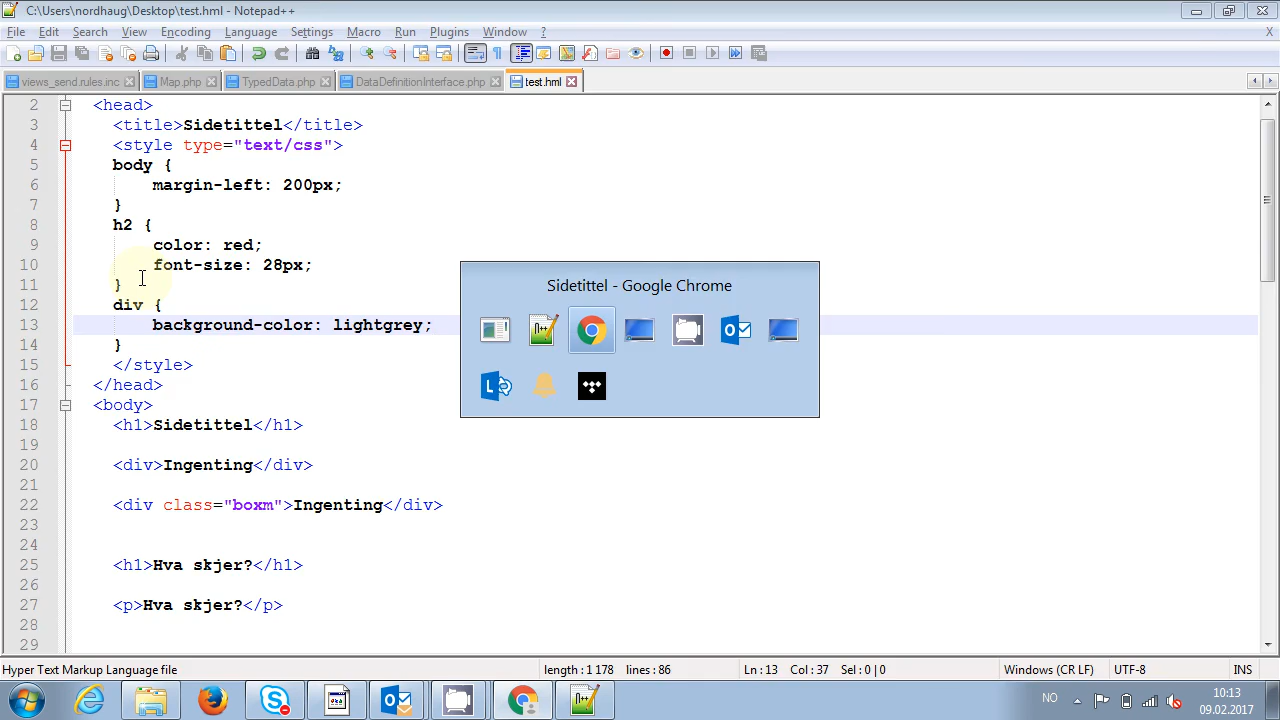 C:\Users\nordhaug\Desktop\test.hml - Notepad++
File Edit Search View Encoding Language Settings Macro Run Plugins Window ? X
views_send.rules.inc Map.php TypedData.php DataDefinitionInterface.php test.hml
2 <head>
3 <title>Sidetittel</title>
4 <style type="text/css">
5 body {
6 margin-left: 200px;
7 }
8 h2 {
9 color: red;
10 font-size: 28px;
11 }
12 div {
13 background-color: lightgrey;
14 }
15 </style>
16 </head>
17 <body>
18 <h1>Sidetittel</h1>
19
20 <div>Ingenting</div>
21
22 <div class="boxm">Ingenting</div>
23
24
25 <h1>Hva skjer?</h1>
26
27 <p>Hva skjer?</p>
28
29
Sidetittel - Google Chrome
Hyper Text Markup Language file length : 1 178 lines : 86 Ln : 13 Col : 37 Sel : 0 | 0 Windows (CR LF) UTF-8 INS
NO 10:13
09.02.2017